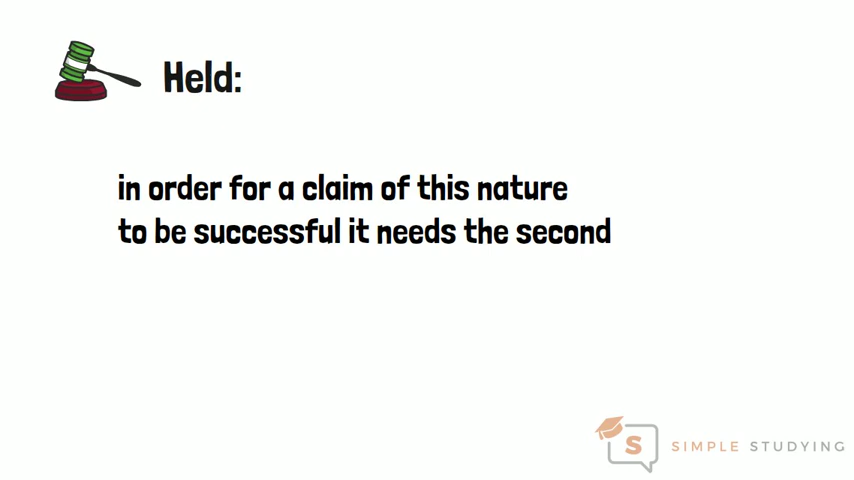 Held:
in order for a claim of this nature
to be successful it needs the second
S
SIMPLE STUDYING